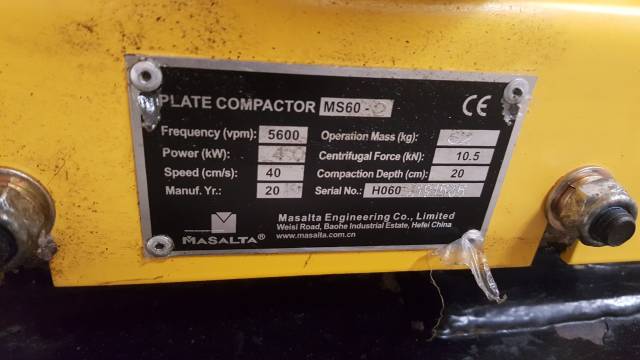 PLATE COMPACTOR MS60 -
CE
Frequency (vpm): 5600 Operation Mass (kg):
Power (kW): Centrifugal Force (kN): 10.5
Speed (cm/s): 40 Compaction Depth (cm): 20
Manuf. Yr.: 20 Serial No.: H060
MASALTA®
Masalta Engineering Co., Limited
Weisi Road, Baohe Industrial Estate, Hefei China
www.masalta.com.cn